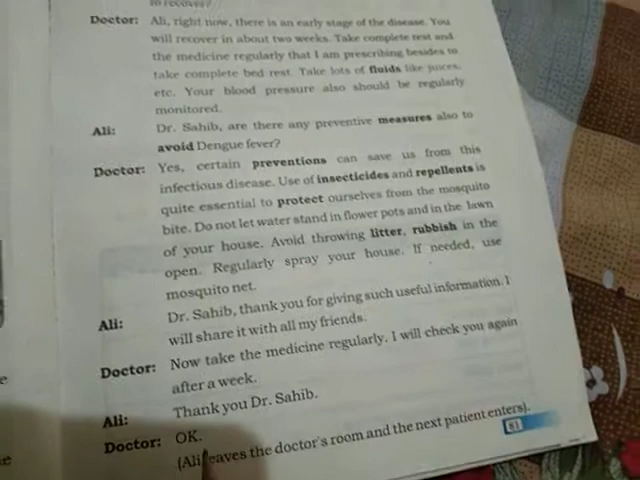 to recover?
Doctor: Ali, right now, there is an early stage of the disease. You
will recover in about two weeks. Take complete rest and
the medicine regularly that I am prescribing besides to
take complete bed rest. Take lots of fluids like juices,
etc. Your blood pressure also should be regularly
monitored.
Ali: Dr. Sahib, are there any preventive measures also to
avoid Dengue fever?
Doctor: Yes, certain preventions can save us from this
infectious disease. Use of insecticides and repellents is
quite essential to protect ourselves from the mosquito
bite. Do not let water stand in flower pots and in the lawn
of your house. Avoid throwing litter, rubbish in the
open. Regularly spray your house. If needed, use
mosquito net.
Ali: Dr. Sahib, thank you for giving such useful information. I
will share it with all my friends.
Doctor: Now take the medicine regularly. I will check you again
after a week.
Ali: Thank you Dr. Sahib.
Doctor: OK.
(Ali leaves the doctor's room and the next patient enters).
81